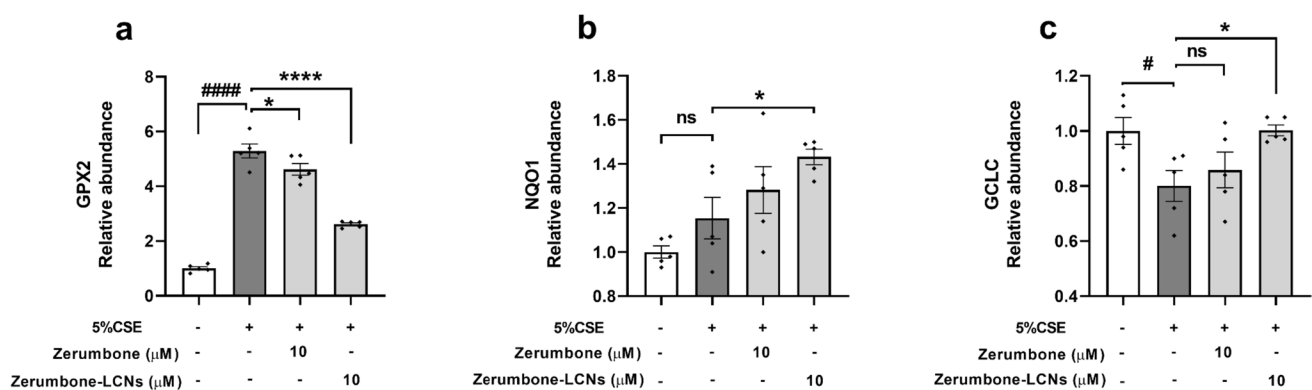 a
b
c
GPX2
Relative abundance
8
6
4
2
0
####
****
*
NQO1
Relative abundance
1.8
1.6
1.4
1.2
1.0
0.8
ns
*
GCLC
Relative abundance
1.2
1.0
0.8
0.6
0.4
#
ns
*
5%CSE - + + +
Zerumbone (μM) - - 10 -
Zerumbone-LCNs (μM) - - - 10
5%CSE - + + +
Zerumbone (μM) - - 10 -
Zerumbone-LCNs (μM) - - - 10
5%CSE - + + +
Zerumbone (μM) - - 10 -
Zerumbone-LCNs (μM) - - - 10